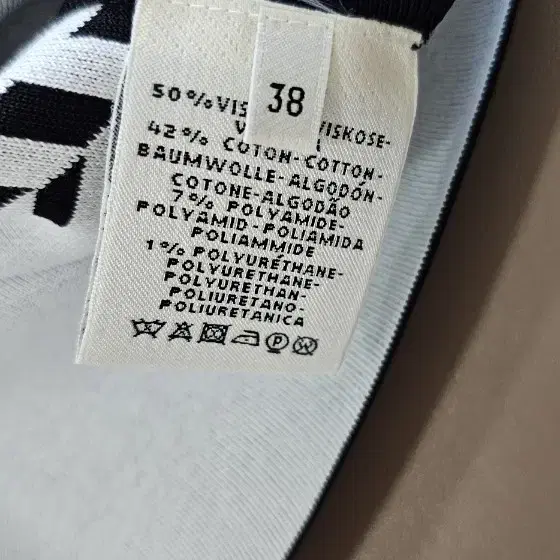 38
50% VIS
VISKOSE-
42% COTON-COTTON-
BAUMWOLLE-ALGODÓN-
COTONE-ALGODÃO
7% POLYAMIDE-
POLYAMID-POLIAMIDA
POLIAMMIDE
1% POLYURÉTHANE-
POLYURETHANE-
POLYURETHAN-
POLIURETANO-
POLIURETANICA
P
W